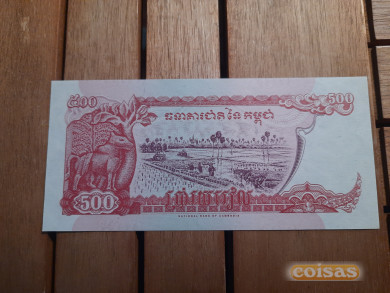 ៥០០ 500
ធនាគារជាតិនៃកម្ពុជា
500
ប្រាំរយរៀល
NATIONAL BANK OF CAMBODIA
coisas